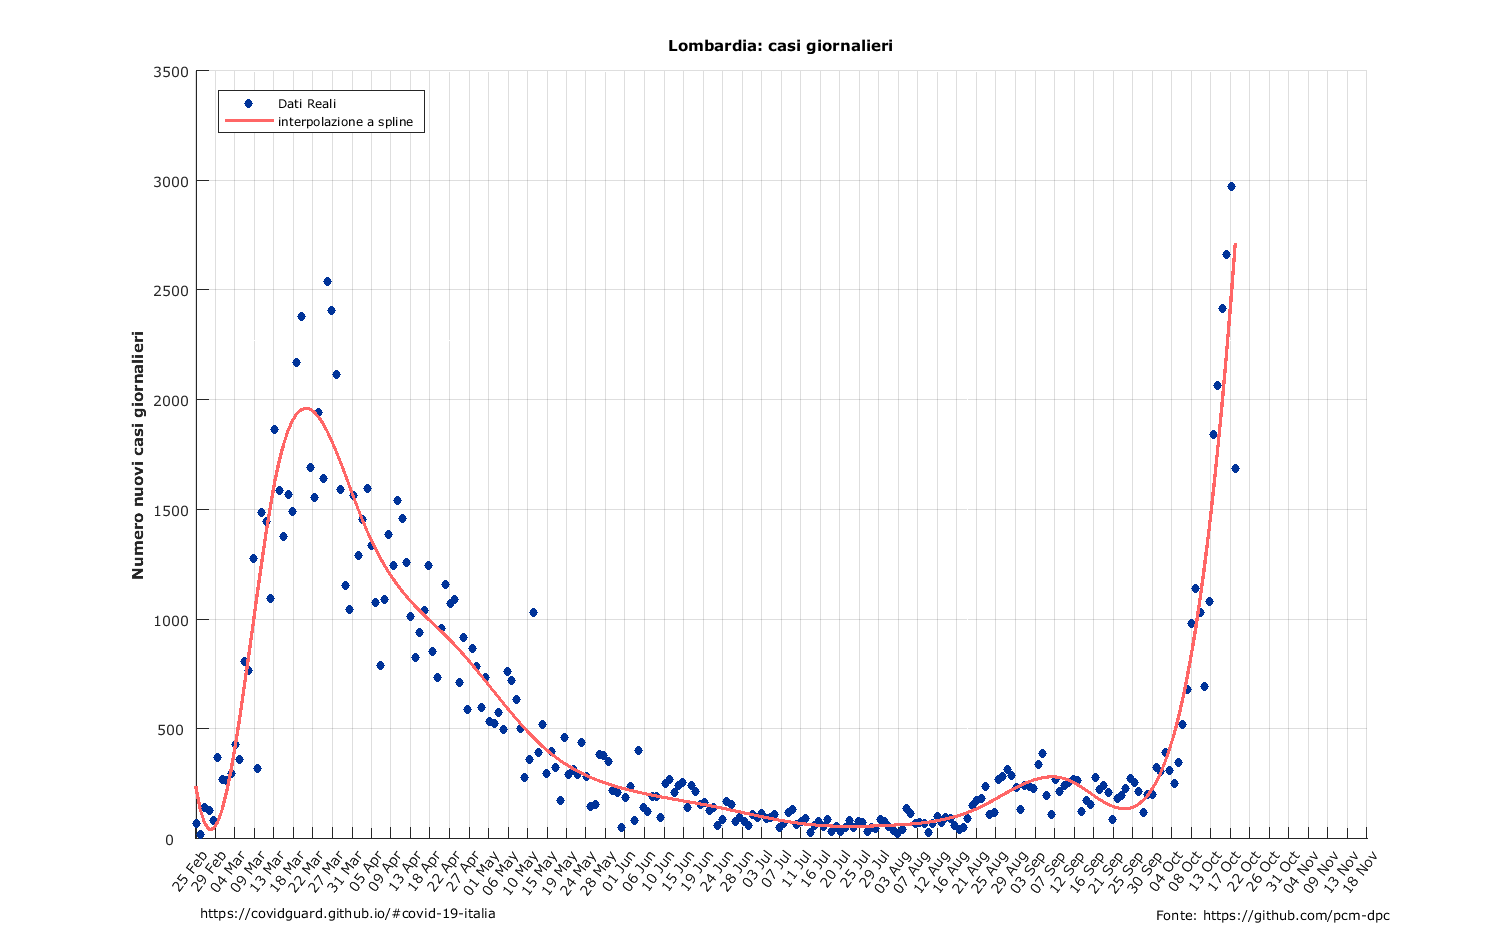 Lombardia: casi giornalieri
Dati Reali
interpolazione a spline
Numero nuovi casi giornalieri
3500
3000
2500
2000
1500
1000
500
0
25 Feb
29 Feb
04 Mar
09 Mar
13 Mar
18 Mar
22 Mar
27 Mar
31 Mar
05 Apr
09 Apr
13 Apr
18 Apr
22 Apr
27 Apr
01 May
06 May
10 May
15 May
19 May
24 May
28 May
01 Jun
06 Jun
10 Jun
15 Jun
19 Jun
24 Jun
28 Jun
03 Jul
07 Jul
11 Jul
16 Jul
20 Jul
25 Jul
29 Jul
03 Aug
07 Aug
12 Aug
16 Aug
21 Aug
25 Aug
29 Aug
03 Sep
07 Sep
12 Sep
16 Sep
21 Sep
25 Sep
30 Sep
04 Oct
08 Oct
13 Oct
17 Oct
22 Oct
26 Oct
31 Oct
04 Nov
09 Nov
13 Nov
18 Nov
https://covidguard.github.io/#covid-19-italia
Fonte: https://github.com/pcm-dpc